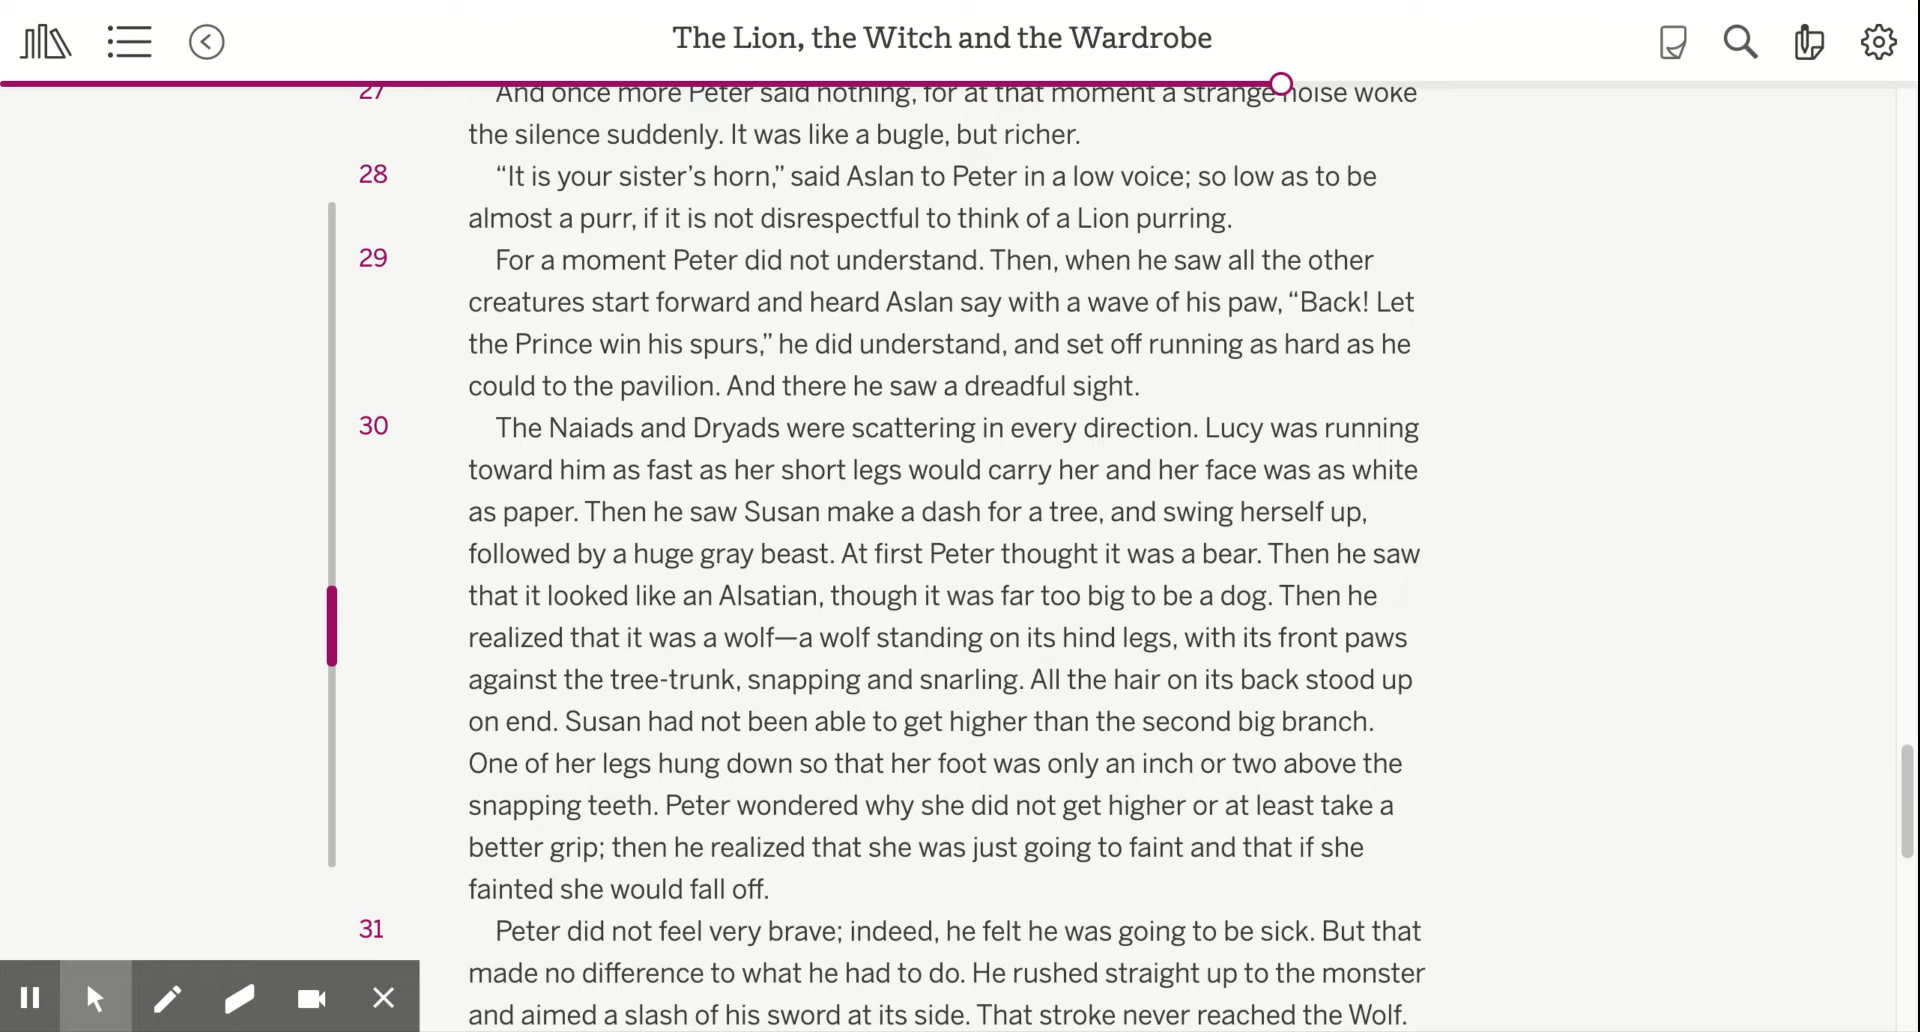 The Lion, the Witch and the Wardrobe
27 And once more Peter said nothing, for at that moment a strange noise woke
the silence suddenly. It was like a bugle, but richer.
28 “It is your sister’s horn,” said Aslan to Peter in a low voice; so low as to be
almost a purr, if it is not disrespectful to think of a Lion purring.
29 For a moment Peter did not understand. Then, when he saw all the other
creatures start forward and heard Aslan say with a wave of his paw, “Back! Let
the Prince win his spurs,” he did understand, and set off running as hard as he
could to the pavilion. And there he saw a dreadful sight.
30 The Naiads and Dryads were scattering in every direction. Lucy was running
toward him as fast as her short legs would carry her and her face was as white
as paper. Then he saw Susan make a dash for a tree, and swing herself up,
followed by a huge gray beast. At first Peter thought it was a bear. Then he saw
that it looked like an Alsatian, though it was far too big to be a dog. Then he
realized that it was a wolf—a wolf standing on its hind legs, with its front paws
against the tree-trunk, snapping and snarling. All the hair on its back stood up
on end. Susan had not been able to get higher than the second big branch.
One of her legs hung down so that her foot was only an inch or two above the
snapping teeth. Peter wondered why she did not get higher or at least take a
better grip; then he realized that she was just going to faint and that if she
fainted she would fall off.
31 Peter did not feel very brave; indeed, he felt he was going to be sick. But that
made no difference to what he had to do. He rushed straight up to the monster
and aimed a slash of his sword at its side. That stroke never reached the Wolf.